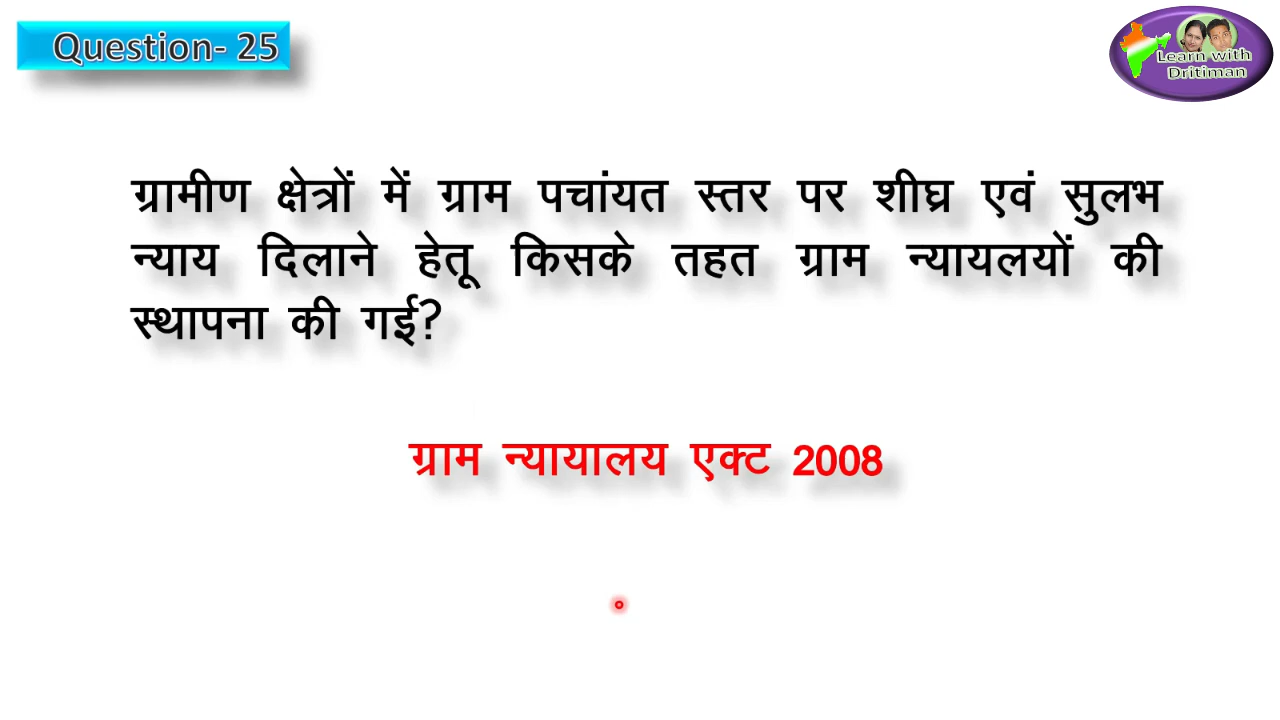 Question- 25
Learn with
Dritiman
ग्रामीण क्षेत्रों में ग्राम पचांयत स्तर पर शीघ्र एवं सुलभ
न्याय दिलाने हेतू किसके तहत ग्राम न्यायलयों की
स्थापना की गई?
ग्राम न्यायालय एक्ट 2008